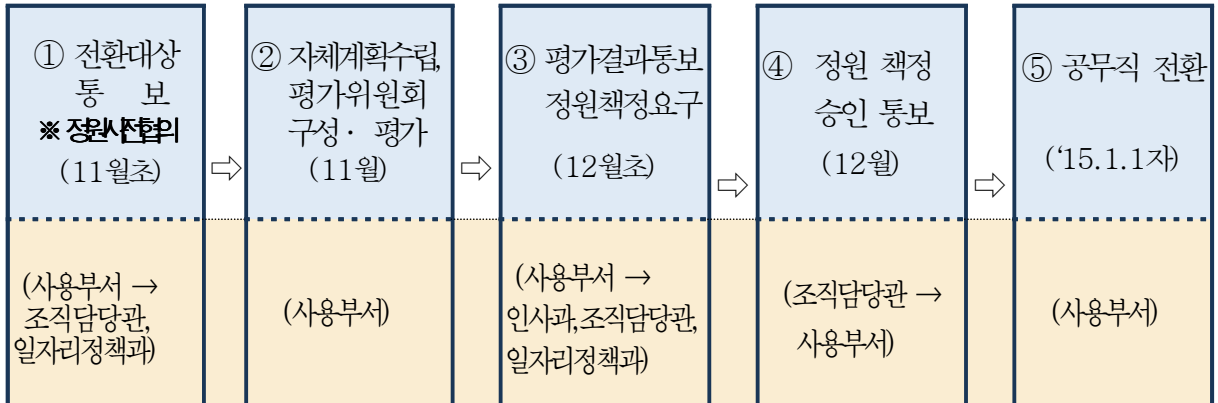 ① 전환대상
통 보
※ 정원사전협의
(11월초)
⇨
② 자체계획수립,
평가위원회
구성· 평가
(11월)
⇨
③ 평가결과통보
정원책정요구
(12월초)
⇨
④ 정원 책정
승인 통보
(12월)
⇨
⑤ 공무직 전환
(‘15.1.1자)
(사용부서 →
조직담당관,
일자리정책과)
(사용부서)
(사용부서 →
인사과,조직담당관,
일자리정책과)
(조직담당관 →
사용부서)
(사용부서)